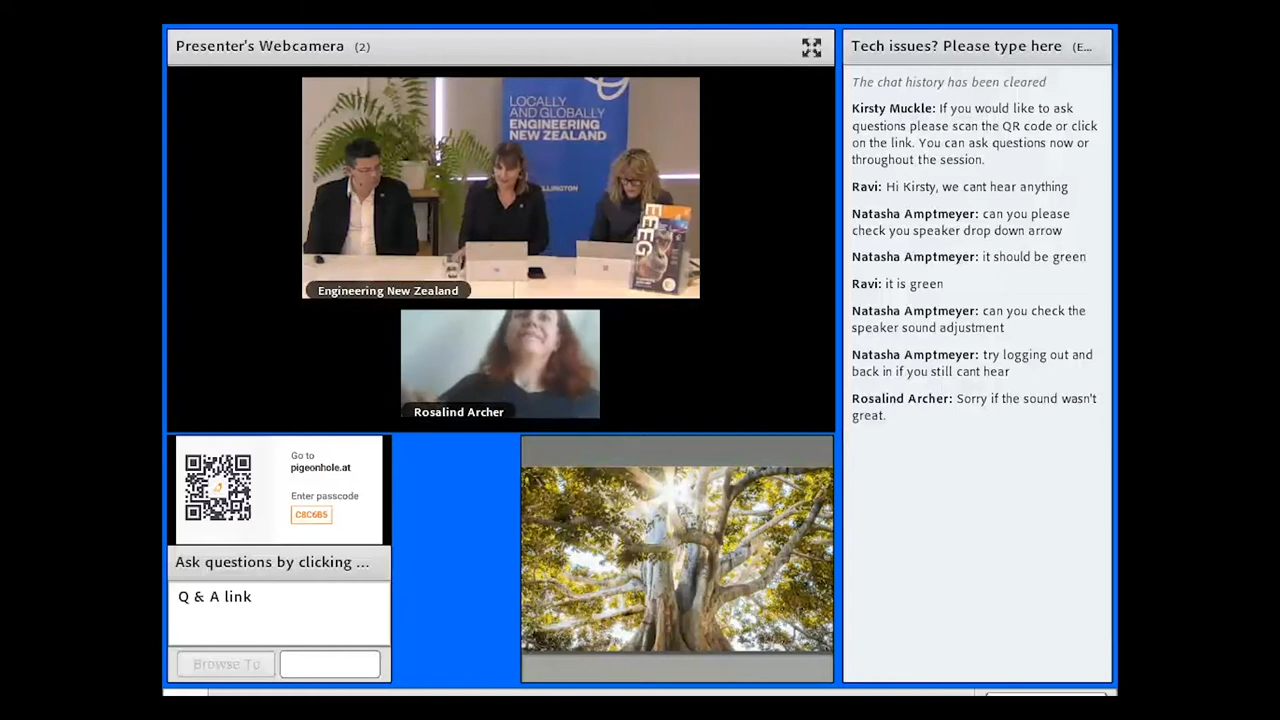 Presenter's Webcamera (2)
LOCALLY
AND GLOBALLY
ENGINEERING
NEW ZEALAND
ELLINGTON
EEEG
Engineering New Zealand
Rosalind Archer
Go to
pigeonhole.at
Enter passcode
C8C6B5
Ask questions by clicking ...
Q & A link
Browse To
Tech issues? Please type here (E...
The chat history has been cleared
Kirsty Muckle: If you would like to ask
questions please scan the QR code or click
on the link. You can ask questions now or
throughout the session.
Ravi: Hi Kirsty, we cant hear anything
Natasha Amptmeyer: can you please
check you speaker drop down arrow
Natasha Amptmeyer: it should be green
Ravi: it is green
Natasha Amptmeyer: can you check the
speaker sound adjustment
Natasha Amptmeyer: try logging out and
back in if you still cant hear
Rosalind Archer: Sorry if the sound wasn't
great.